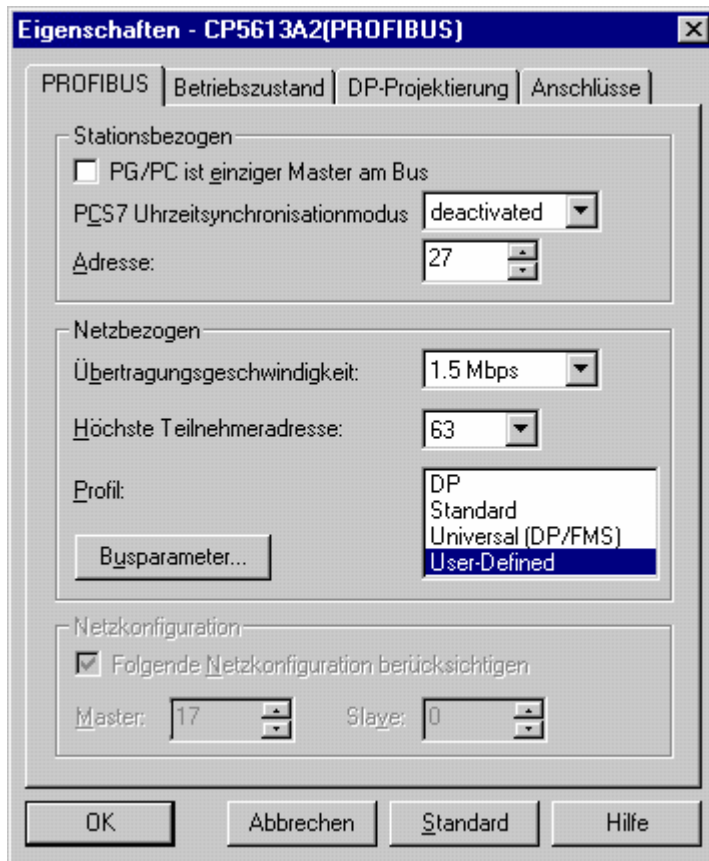 Eigenschaften - CP5613A2(PROFIBUS)
PROFIBUS Betriebszustand DP-Projektierung Anschlüsse
Stationsbezogen
PG/PC ist einziger Master am Bus
PCS7 Uhrzeitsynchronisationmodus deactivated
Adresse: 27
Netzbezogen
Übertragungsgeschwindigkeit: 1.5 Mbps
Höchste Teilnehmeradresse: 63
Profil:
DP
Standard
Universal (DP/FMS)
User-Defined
Busparameter...
Netzkonfiguration
Folgende Netzkonfiguration berücksichtigen
Master: 17 Slave: 0
OK Abbrechen Standard Hilfe